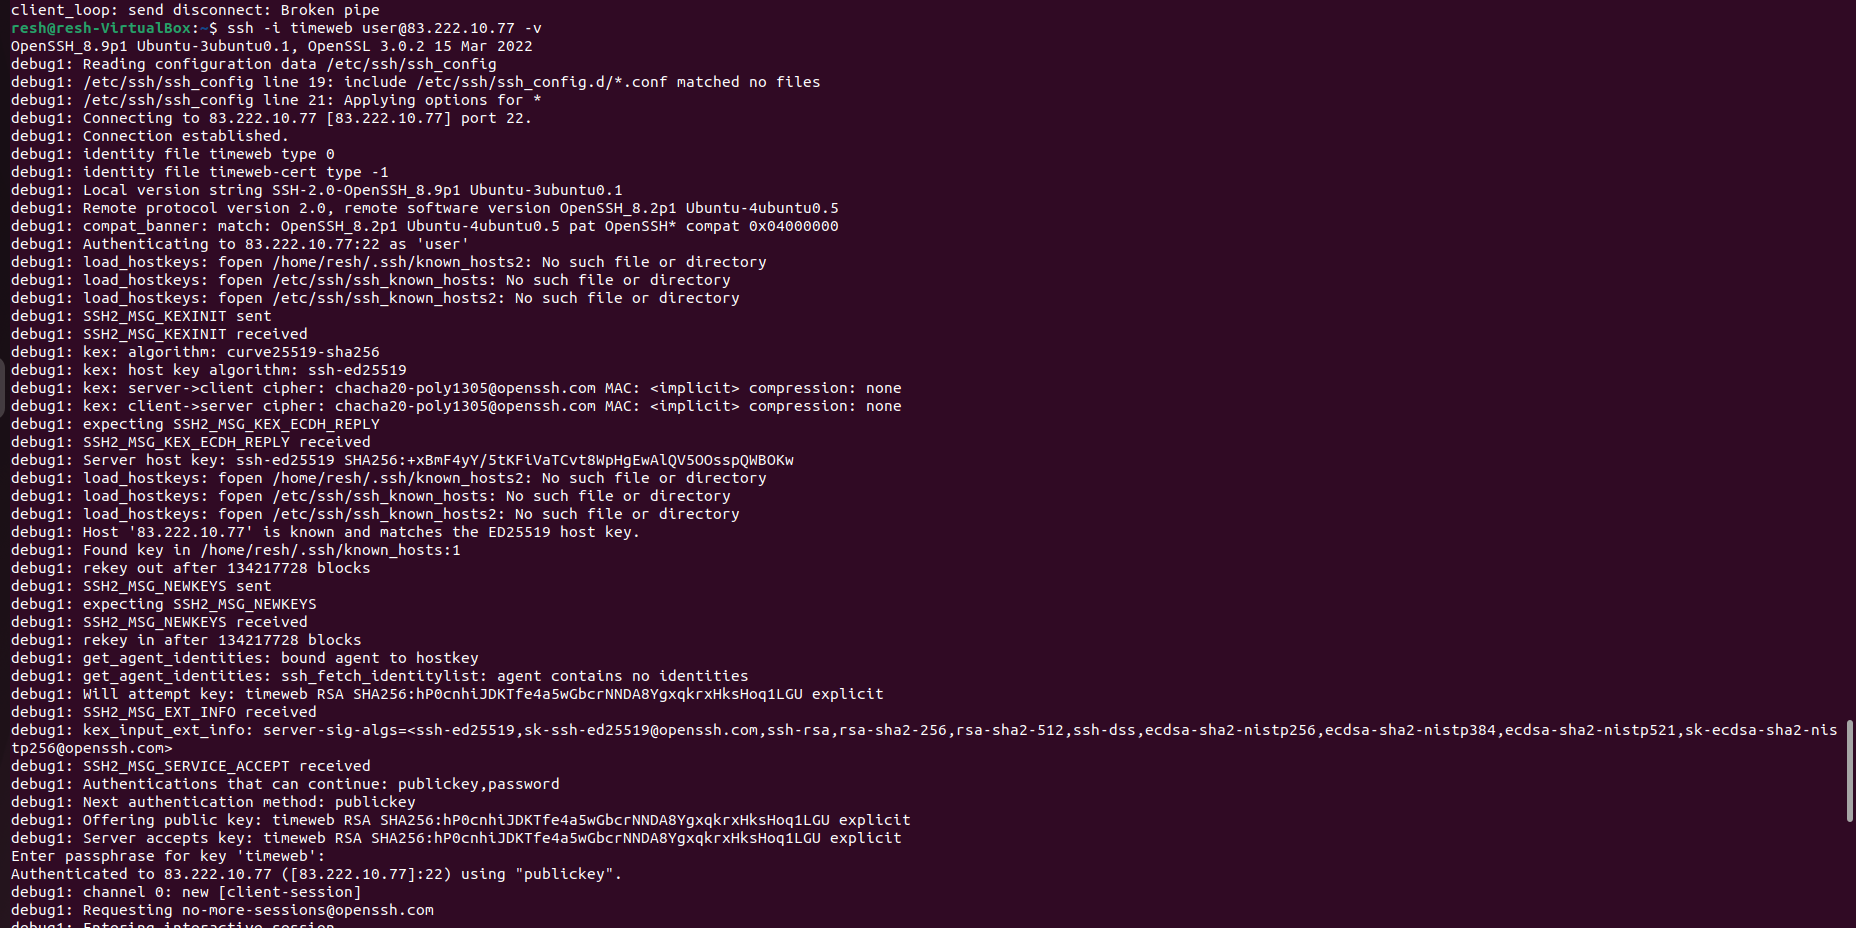 client_loop: send disconnect: Broken pipe
resh@resh-VirtualBox:~$ ssh -i timeweb user@83.222.10.77 -v
OpenSSH_8.9p1 Ubuntu-3ubuntu0.1, OpenSSL 3.0.2 15 Mar 2022
debug1: Reading configuration data /etc/ssh/ssh_config
debug1: /etc/ssh/ssh_config line 19: include /etc/ssh/ssh_config.d/*.conf matched no files
debug1: /etc/ssh/ssh_config line 21: Applying options for *
debug1: Connecting to 83.222.10.77 [83.222.10.77] port 22.
debug1: Connection established.
debug1: identity file timeweb type 0
debug1: identity file timeweb-cert type -1
debug1: Local version string SSH-2.0-OpenSSH_8.9p1 Ubuntu-3ubuntu0.1
debug1: Remote protocol version 2.0, remote software version OpenSSH_8.2p1 Ubuntu-4ubuntu0.5
debug1: compat_banner: match: OpenSSH_8.2p1 Ubuntu-4ubuntu0.5 pat OpenSSH* compat 0x04000000
debug1: Authenticating to 83.222.10.77:22 as 'user'
debug1: load_hostkeys: fopen /home/resh/.ssh/known_hosts2: No such file or directory
debug1: load_hostkeys: fopen /etc/ssh/ssh_known_hosts: No such file or directory
debug1: load_hostkeys: fopen /etc/ssh/ssh_known_hosts2: No such file or directory
debug1: SSH2_MSG_KEXINIT sent
debug1: SSH2_MSG_KEXINIT received
debug1: kex: algorithm: curve25519-sha256
debug1: kex: host key algorithm: ssh-ed25519
debug1: kex: server->client cipher: chacha20-poly1305@openssh.com MAC: <implicit> compression: none
debug1: kex: client->server cipher: chacha20-poly1305@openssh.com MAC: <implicit> compression: none
debug1: expecting SSH2_MSG_KEX_ECDH_REPLY
debug1: SSH2_MSG_KEX_ECDH_REPLY received
debug1: Server host key: ssh-ed25519 SHA256:+xBmF4yY/5tKFiVaTCvt8WpHgEwAlQV5OOsspQWBOKw
debug1: load_hostkeys: fopen /home/resh/.ssh/known_hosts2: No such file or directory
debug1: load_hostkeys: fopen /etc/ssh/ssh_known_hosts: No such file or directory
debug1: load_hostkeys: fopen /etc/ssh/ssh_known_hosts2: No such file or directory
debug1: Host '83.222.10.77' is known and matches the ED25519 host key.
debug1: Found key in /home/resh/.ssh/known_hosts:1
debug1: rekey out after 134217728 blocks
debug1: SSH2_MSG_NEWKEYS sent
debug1: expecting SSH2_MSG_NEWKEYS
debug1: SSH2_MSG_NEWKEYS received
debug1: rekey in after 134217728 blocks
debug1: get_agent_identities: bound agent to hostkey
debug1: get_agent_identities: ssh_fetch_identitylist: agent contains no identities
debug1: Will attempt key: timeweb RSA SHA256:hP0cnhiJDKTfe4a5wGbcrNNDA8YgxqkrxHksHoq1LGU explicit
debug1: SSH2_MSG_EXT_INFO received
debug1: kex_input_ext_info: server-sig-algs=<ssh-ed25519,sk-ssh-ed25519@openssh.com,ssh-rsa,rsa-sha2-256,rsa-sha2-512,ssh-dss,ecdsa-sha2-nistp256,ecdsa-sha2-nistp384,ecdsa-sha2-nistp521,sk-ecdsa-sha2-nis
tp256@openssh.com>
debug1: SSH2_MSG_SERVICE_ACCEPT received
debug1: Authentications that can continue: publickey,password
debug1: Next authentication method: publickey
debug1: Offering public key: timeweb RSA SHA256:hP0cnhiJDKTfe4a5wGbcrNNDA8YgxqkrxHksHoq1LGU explicit
debug1: Server accepts key: timeweb RSA SHA256:hP0cnhiJDKTfe4a5wGbcrNNDA8YgxqkrxHksHoq1LGU explicit
Enter passphrase for key 'timeweb':
Authenticated to 83.222.10.77 ([83.222.10.77]:22) using "publickey".
debug1: channel 0: new [client-session]
debug1: Requesting no-more-sessions@openssh.com
debug1: Entering interactive session.